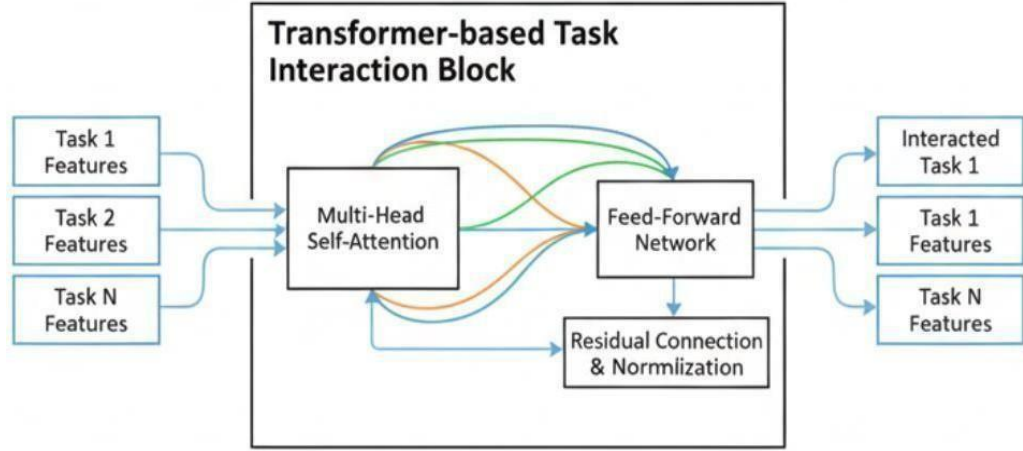 Transformer-based Task
Interaction Block
Task 1
Features
Task 2
Features
Task N
Features
Multi-Head
Self-Attention
Feed-Forward
Network
Residual Connection
& Normlization
Interacted
Task 1
Task 1
Features
Task N
Features